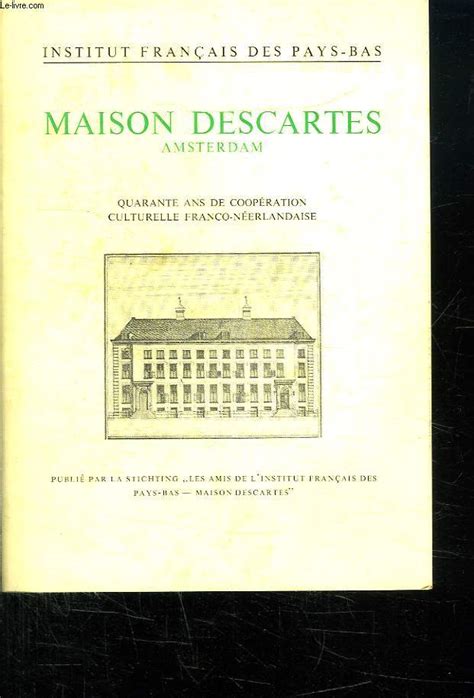 Le-livre.com
INSTITUT FRANÇAIS DES PAYS-BAS
MAISON DESCARTES
AMSTERDAM
QUARANTE ANS DE COOPÉRATION
CULTURELLE FRANCO-NÉERLANDAISE
PUBLIÉ PAR LA STICHTING „LES AMIS DE L'INSTITUT FRANÇAIS DES
PAYS-BAS — MAISON DESCARTES"